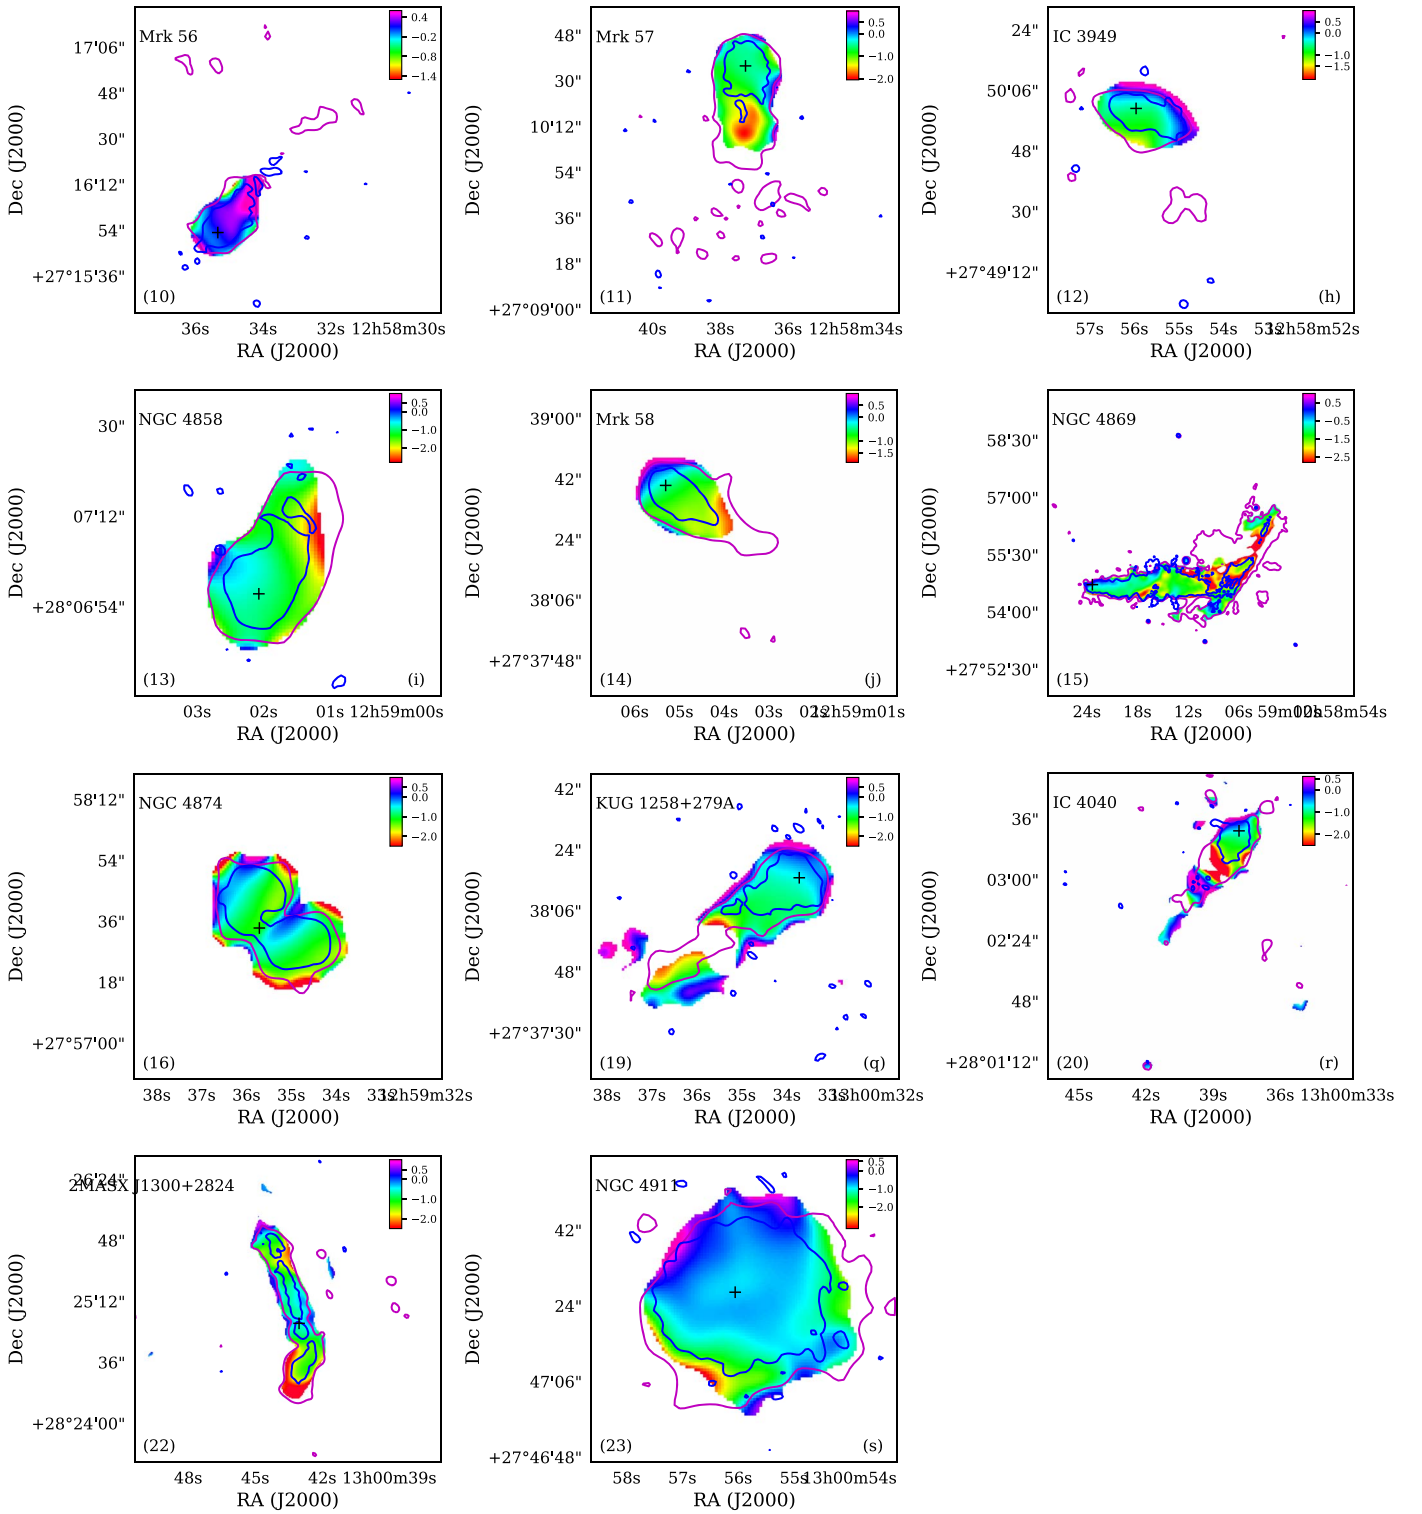 Mrk 56
17'06"
48"
30"
16'12"
54"
+27°15'36"
0.4
−0.2
−0.8
−1.4
(10)
36s 34s 32s 12h58m30s
RA (J2000)
Dec (J2000)
Mrk 57
48"
30"
10'12"
54"
36"
18"
+27°09'00"
0.5
0.0
−1.0
−2.0
(11)
40s 38s 36s 12h58m34s
RA (J2000)
Dec (J2000)
IC 3949
24"
50'06"
48"
30"
+27°49'12"
0.5
0.0
−1.0
−1.5
(12) (h)
57s 56s 55s 54s 53s 12h58m52s
RA (J2000)
Dec (J2000)
NGC 4858
30"
07'12"
+28°06'54"
0.5
0.0
−1.0
−2.0
(13) (i)
03s 02s 01s 12h59m00s
RA (J2000)
Dec (J2000)
Mrk 58
39'00"
42"
24"
38'06"
+27°37'48"
0.5
0.0
−1.0
−1.5
(14) (j)
06s 05s 04s 03s 02s 12h59m01s
RA (J2000)
Dec (J2000)
NGC 4869
58'30"
57'00"
55'30"
54'00"
+27°52'30"
0.5
−0.5
−1.5
−2.5
(15)
24s 18s 12s 06s 59m00s 12h58m54s
RA (J2000)
Dec (J2000)
NGC 4874
58'12"
54"
36"
18"
+27°57'00"
0.5
0.0
−1.0
−2.0
(16)
38s 37s 36s 35s 34s 33s 12h59m32s
RA (J2000)
Dec (J2000)
KUG 1258+279A
42"
24"
38'06"
48"
+27°37'30"
0.5
0.0
−1.0
−2.0
(19) (q)
38s 37s 36s 35s 34s 33s 13h00m32s
RA (J2000)
Dec (J2000)
IC 4040
36"
03'00"
02'24"
48"
+28°01'12"
0.5
0.0
−1.0
−2.0
(20) (r)
45s 42s 39s 36s 13h00m33s
RA (J2000)
Dec (J2000)
2MASX J1300+2824
26'24"
48"
25'12"
36"
+28°24'00"
0.5
0.0
−1.0
−2.0
(22)
48s 45s 42s 13h00m39s
RA (J2000)
Dec (J2000)
NGC 4911
42"
24"
47'06"
+27°46'48"
0.5
0.0
−1.0
−2.0
(23) (s)
58s 57s 56s 55s 13h00m54s
RA (J2000)
Dec (J2000)